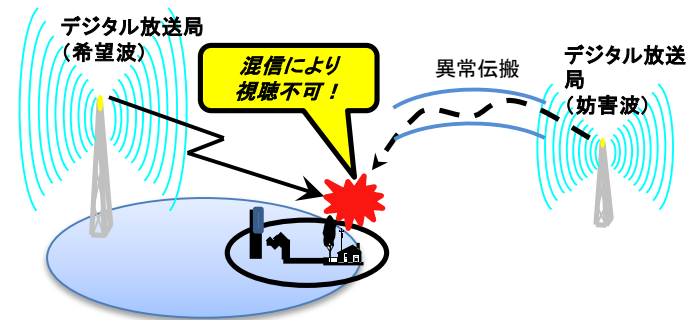 デジタル放送局
（希望波）
混信により
視聴不可！
異常伝搬
デジタル放送
局
（妨害波）